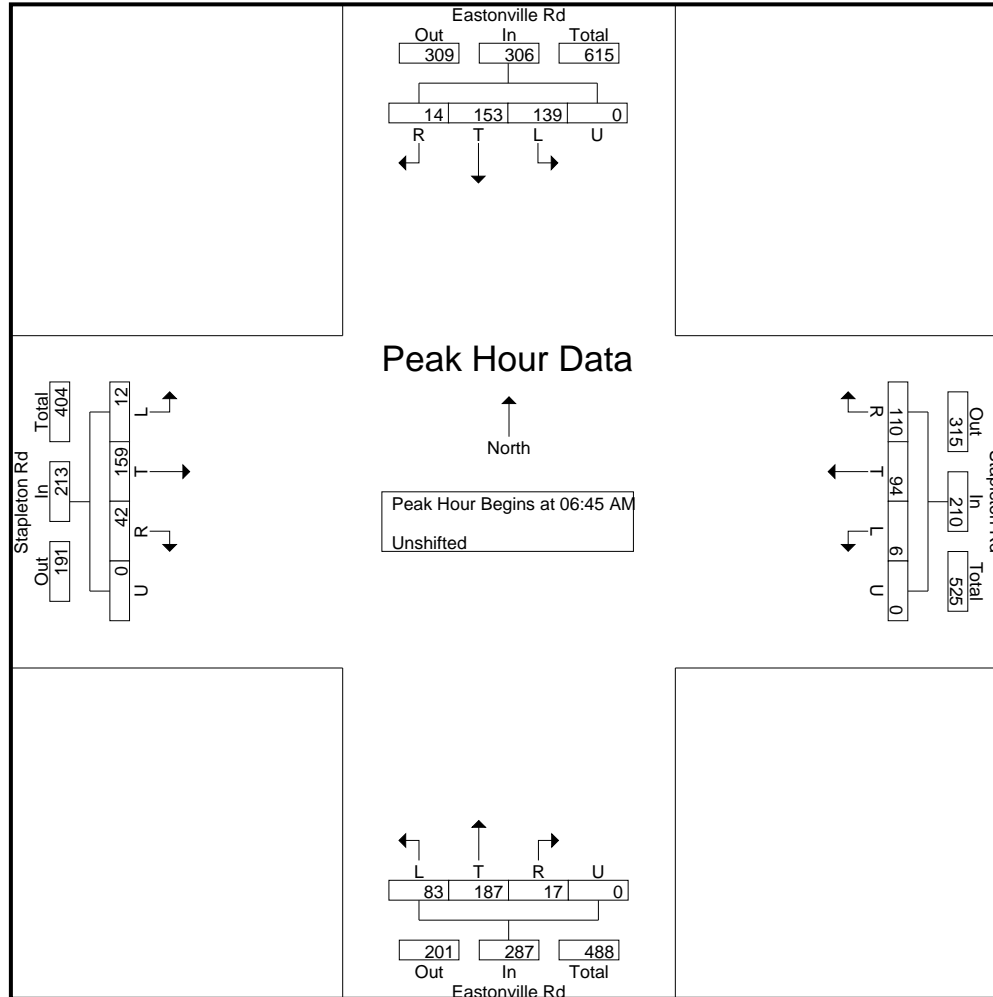 Eastonville Rd
Out In Total
309 306 615
14 153 139 0
R T L U
Peak Hour Data
North
Peak Hour Begins at 06:45 AM
Unshifted
Stapleton Rd
Out In Total
191 213 404
12 159 42 0
L T R U
Out In Total
315 210 525
110 94 6 0
R T L U
Stapleton Rd
L T R U
83 187 17 0
201 287 488
Out In Total
Eastonville Rd